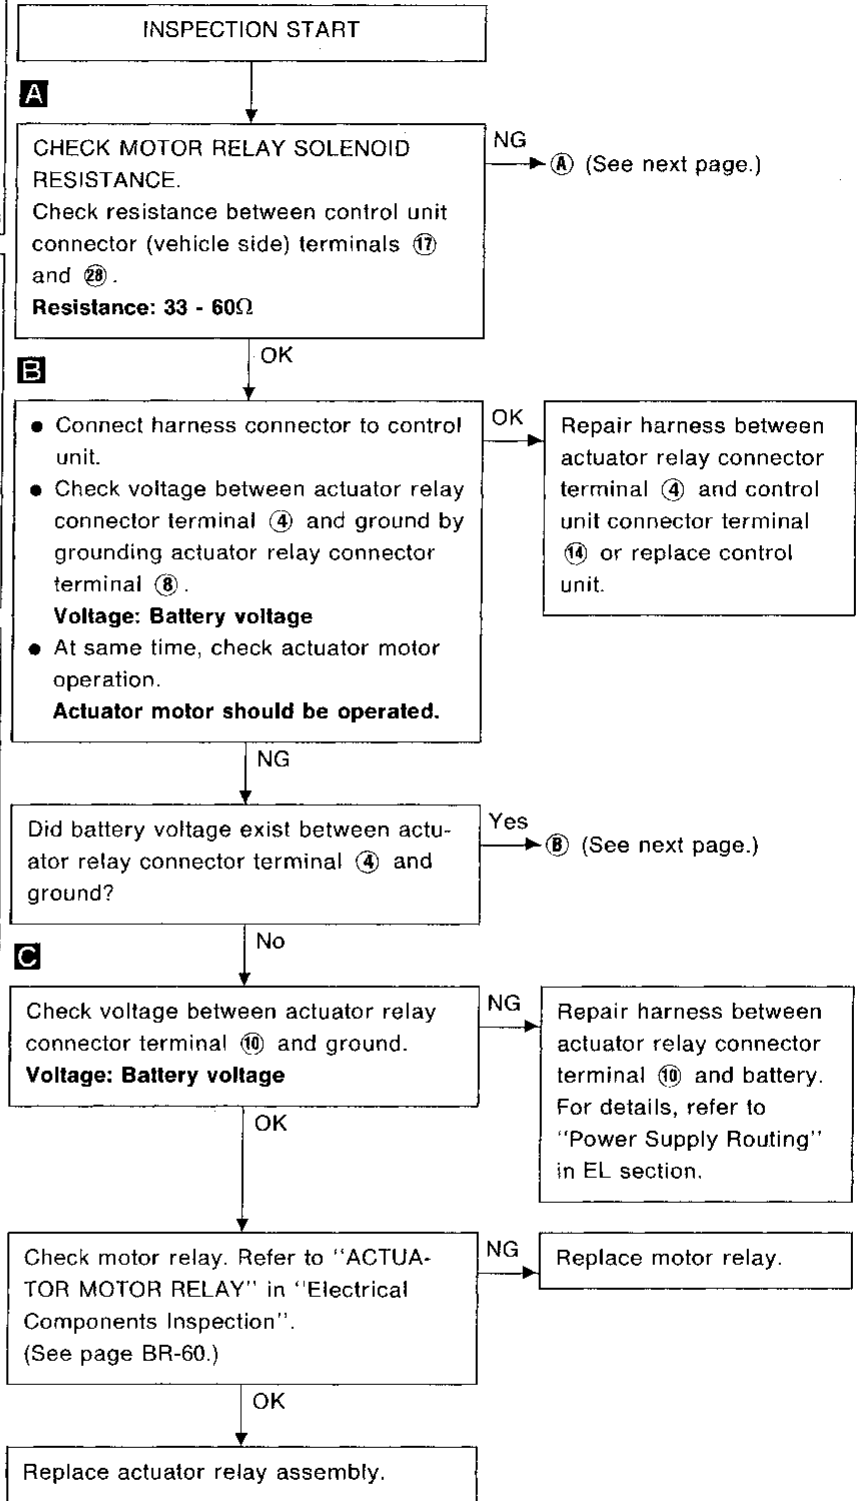 INSPECTION START
A
CHECK MOTOR RELAY SOLENOID
RESISTANCE.
Check resistance between control unit
connector (vehicle side) terminals ⑰
and ㉘.
Resistance: 33 - 60Ω
NG
Ⓐ (See next page.)
OK
B
● Connect harness connector to control
unit.
● Check voltage between actuator relay
connector terminal ④ and ground by
grounding actuator relay connector
terminal ⑧.
Voltage: Battery voltage
● At same time, check actuator motor
operation.
Actuator motor should be operated.
OK
Repair harness between
actuator relay connector
terminal ④ and control
unit connector terminal
⑭ or replace control
unit.
NG
Did battery voltage exist between actu-
ator relay connector terminal ④ and
ground?
Yes
Ⓑ (See next page.)
No
C
Check voltage between actuator relay
connector terminal ⑩ and ground.
Voltage: Battery voltage
NG
Repair harness between
actuator relay connector
terminal ⑩ and battery.
For details, refer to
"Power Supply Routing"
in EL section.
OK
Check motor relay. Refer to "ACTUA-
TOR MOTOR RELAY" in "Electrical
Components Inspection".
(See page BR-60.)
NG
Replace motor relay.
OK
Replace actuator relay assembly.